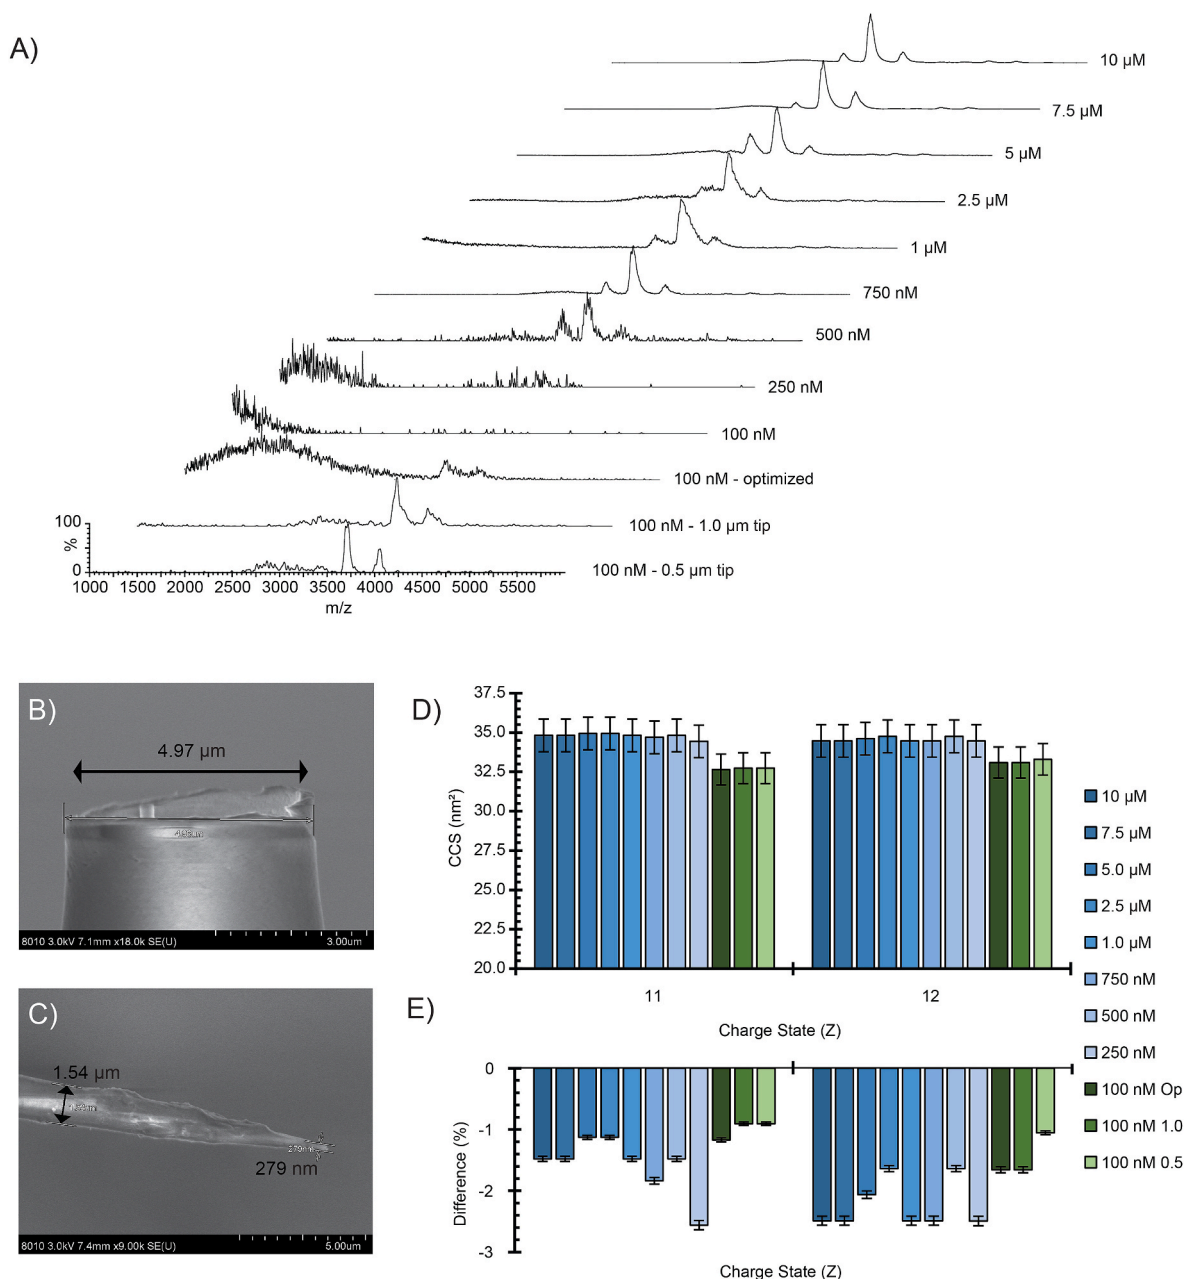 A)
10 µM
7.5 µM
5 µM
2.5 µM
1 µM
750 nM
500 nM
250 nM
100 nM
100 nM - optimized
100 nM - 1.0 µm tip
100 nM - 0.5 µm tip
100
%
0
1000 1500 2000 2500 3000 3500 4000 4500 5000 5500
m/z
B)
4.97 µm
8010 3.0kV 7.1mm x18.0k SE(U) 3.00um
C)
1.54 µm
279nm
279 nm
8010 3.0kV 7.4mm x9.00k SE(U) 5.00um
D)
CCS (nm²)
37.5
35.0
32.5
30.0
27.5
25.0
22.5
20.0
11 12
Charge State (Z)
E)
Difference (%)
0
-1
-2
-3
Charge State (Z)
10 µM
7.5 µM
5.0 µM
2.5 µM
1.0 µM
750 nM
500 nM
250 nM
100 nM Op
100 nM 1.0
100 nM 0.5